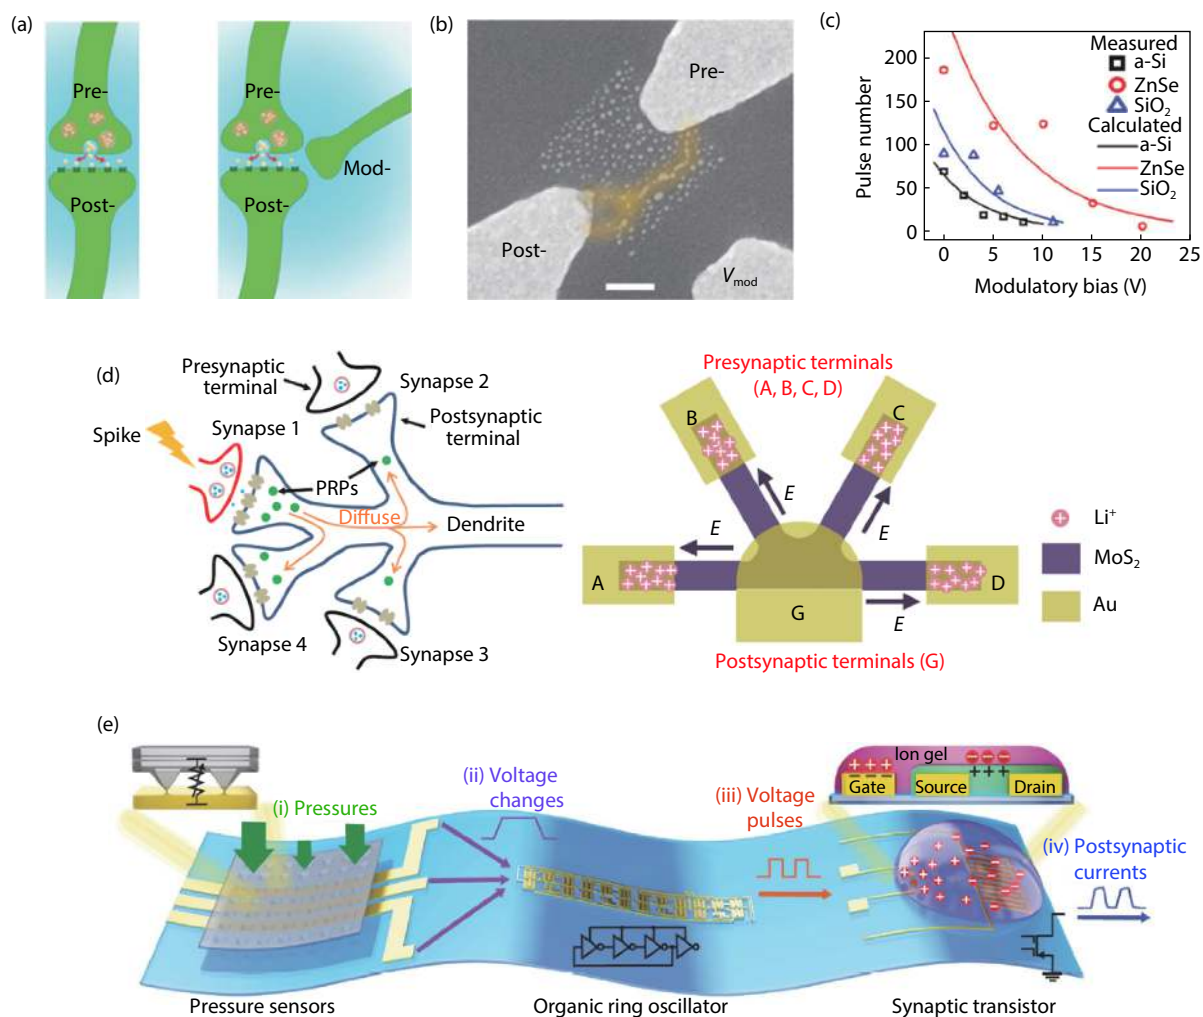 (a)
Pre-
Post-
Pre-
Mod-
Post-
(b)
Pre-
Post-
Vmod
(c)
Pulse number
200
150
100
50
0
Measured
a-Si
ZnSe
SiO₂
Calculated
a-Si
ZnSe
SiO₂
0 5 10 15 20 25
Modulatory bias (V)
(d)
Presynaptic
terminal
Synapse 2
Postsynaptic
terminal
Spike
Synapse 1
PRPs
Diffuse
Dendrite
Synapse 4
Synapse 3
Presynaptic terminals
(A, B, C, D)
B
C
E
E
E
E
A
D
G
Postsynaptic terminals (G)
Li⁺
MoS₂
Au
(e)
(i) Pressures
(ii) Voltage
changes
(iii) Voltage
pulses
Ion gel
Gate
Source
Drain
(iv) Postsynaptic
currents
Pressure sensors
Organic ring oscillator
Synaptic transistor